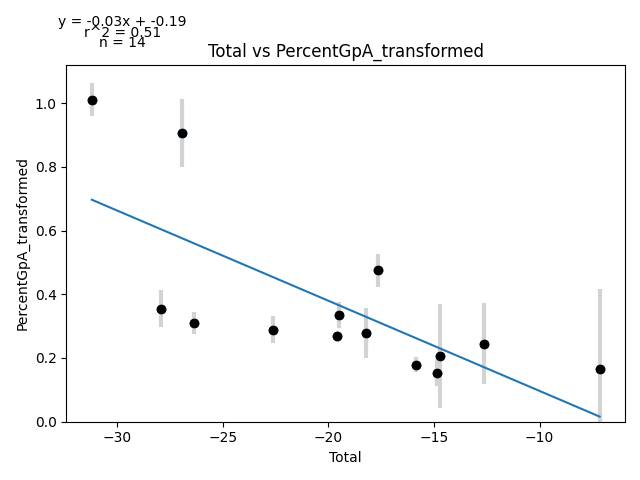 y = -0.03x + -0.19
r^2 = 0.51
n = 14
Total vs PercentGpA_transformed
1.0
0.8
0.6
0.4
0.2
0.0
PercentGpA_transformed
−30
−25
−20
−15
−10
Total